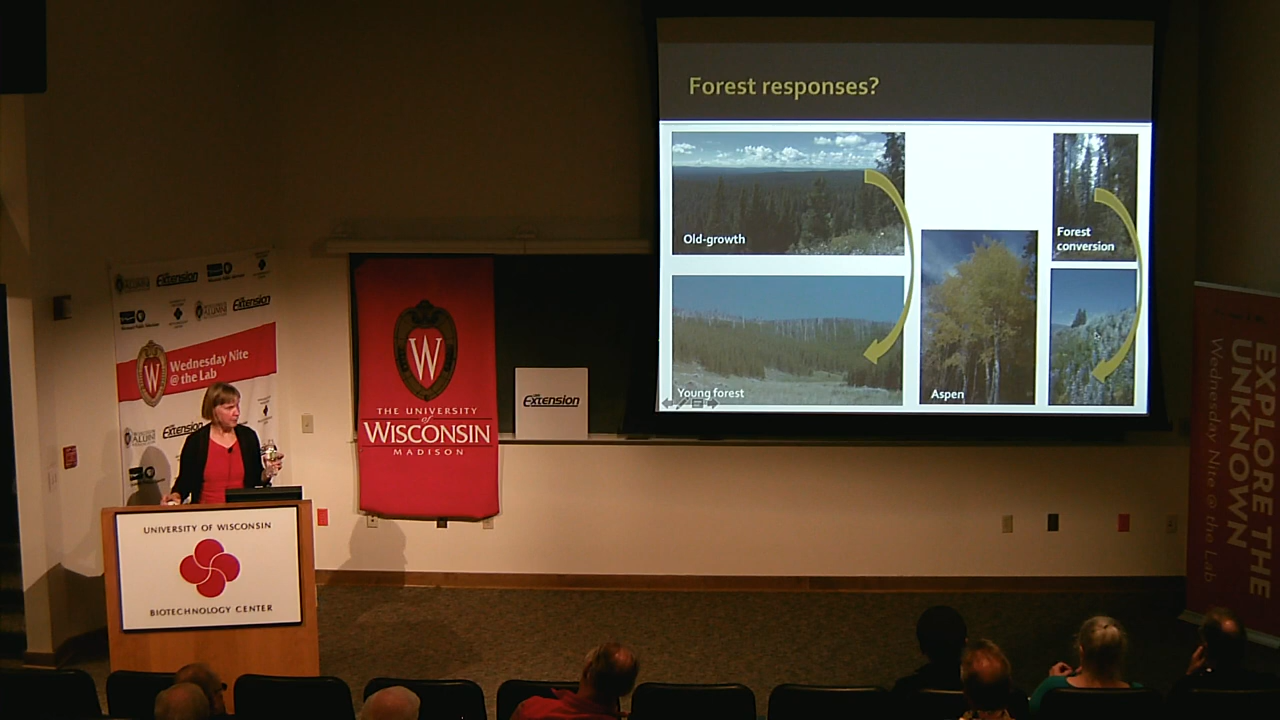 Forest responses?
Old-growth
Young forest
Aspen
Forest
conversion
Extension
Extension
Wednesday Nite
@ the Lab
Extension
W
THE UNIVERSITY
of
WISCONSIN
MADISON
Extension
UNIVERSITY OF WISCONSIN
BIOTECHNOLOGY CENTER
EXPLORE THE
UNKNOWN
Wednesday Nite @ the Lab